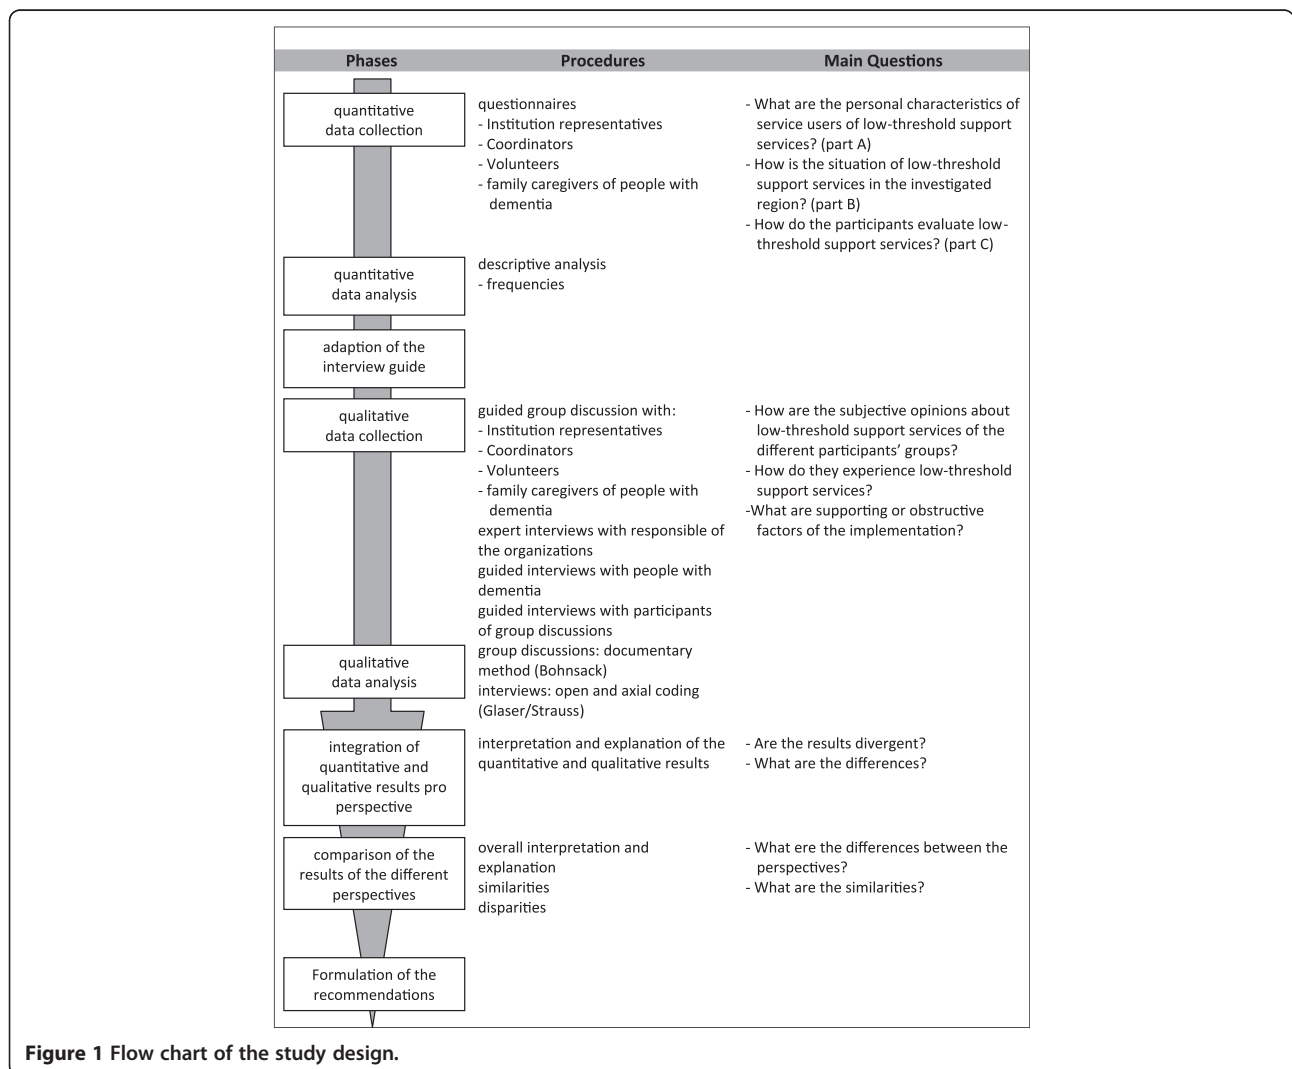 Phases Procedures Main Questions
quantitative
data collection
questionnaires
- Institution representatives
- Coordinators
- Volunteers
- family caregivers of people with
dementia
- What are the personal characteristics of
service users of low-threshold support
services? (part A)
- How is the situation of low-threshold
support services in the investigated
region? (part B)
- How do the participants evaluate low-
threshold support services? (part C)
quantitative
data analysis
descriptive analysis
- frequencies
adaption of the
interview guide
qualitative
data collection
guided group discussion with:
- Institution representatives
- Coordinators
- Volunteers
- family caregivers of people with
dementia
expert interviews with responsible of
the organizations
guided interviews with people with
dementia
guided interviews with participants
of group discussions
- How are the subjective opinions about
low-threshold support services of the
different participants’ groups?
- How do they experience low-threshold
support services?
-What are supporting or obstructive
factors of the implementation?
qualitative
data analysis
group discussions: documentary
method (Bohnsack)
interviews: open and axial coding
(Glaser/Strauss)
integration of
quantitative and
qualitative results pro
perspective
interpretation and explanation of the
quantitative and qualitative results
- Are the results divergent?
- What are the differences?
comparison of the
results of the different
perspectives
overall interpretation and
explanation
similarities
disparities
- What ere the differences between the
perspectives?
- What are the similarities?
Formulation of the
recommendations
Figure 1 Flow chart of the study design.